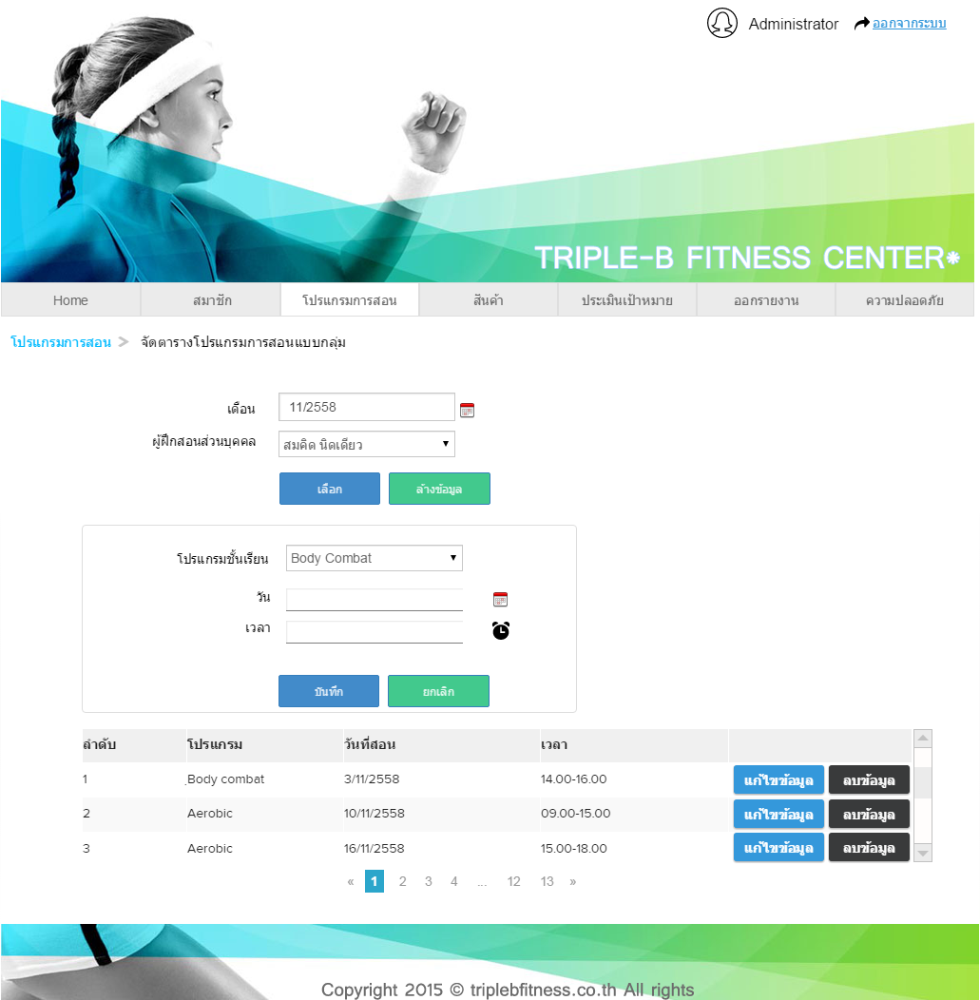 Administrator ออกจากระบบ
TRIPLE-B FITNESS CENTER
Home สมาชิก โปรแกรมการสอน สินค้า ประเมินเป้าหมาย ออกรายงาน ความปลอดภัย
โปรแกรมการสอน > จัดตารางโปรแกรมการสอนแบบกลุ่ม
เดือน 11/2558
ผู้ฝึกสอนส่วนบุคคล สมคิด นิดเดียว
เลือก ล้างข้อมูล
โปรแกรมชั้นเรียน Body Combat
วัน
เวลา
บันทึก ยกเลิก
ลำดับ โปรแกรม วันที่สอน เวลา
1 Body combat 3/11/2558 14.00-16.00 แก้ไขข้อมูล ลบข้อมูล
2 Aerobic 10/11/2558 09.00-15.00 แก้ไขข้อมูล ลบข้อมูล
3 Aerobic 16/11/2558 15.00-18.00 แก้ไขข้อมูล ลบข้อมูล
« 1 2 3 4 ... 12 13 »
Copyright 2015 © triplebfitness.co.th All rights